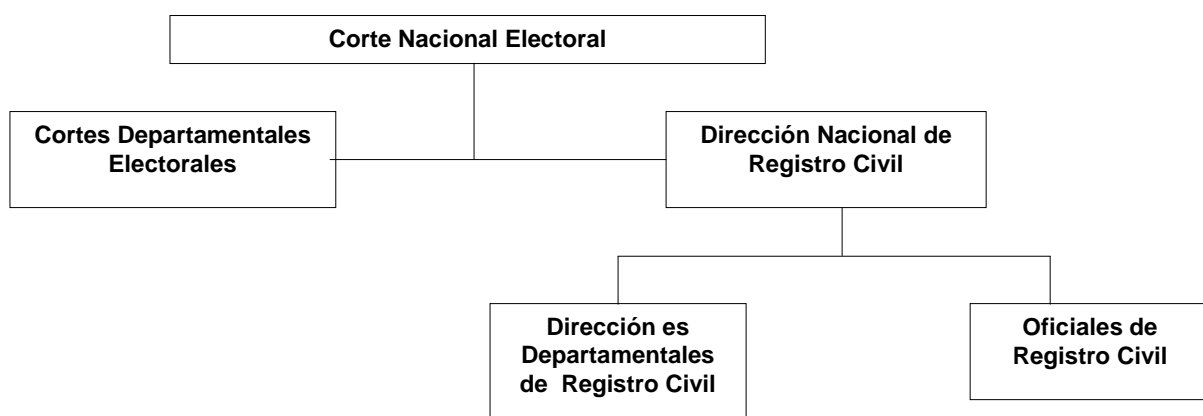 Corte Nacional Electoral
Cortes Departamentales
Electorales
Dirección Nacional de
Registro Civil
Dirección es
Departamentales
de Registro Civil
Oficiales de
Registro Civil